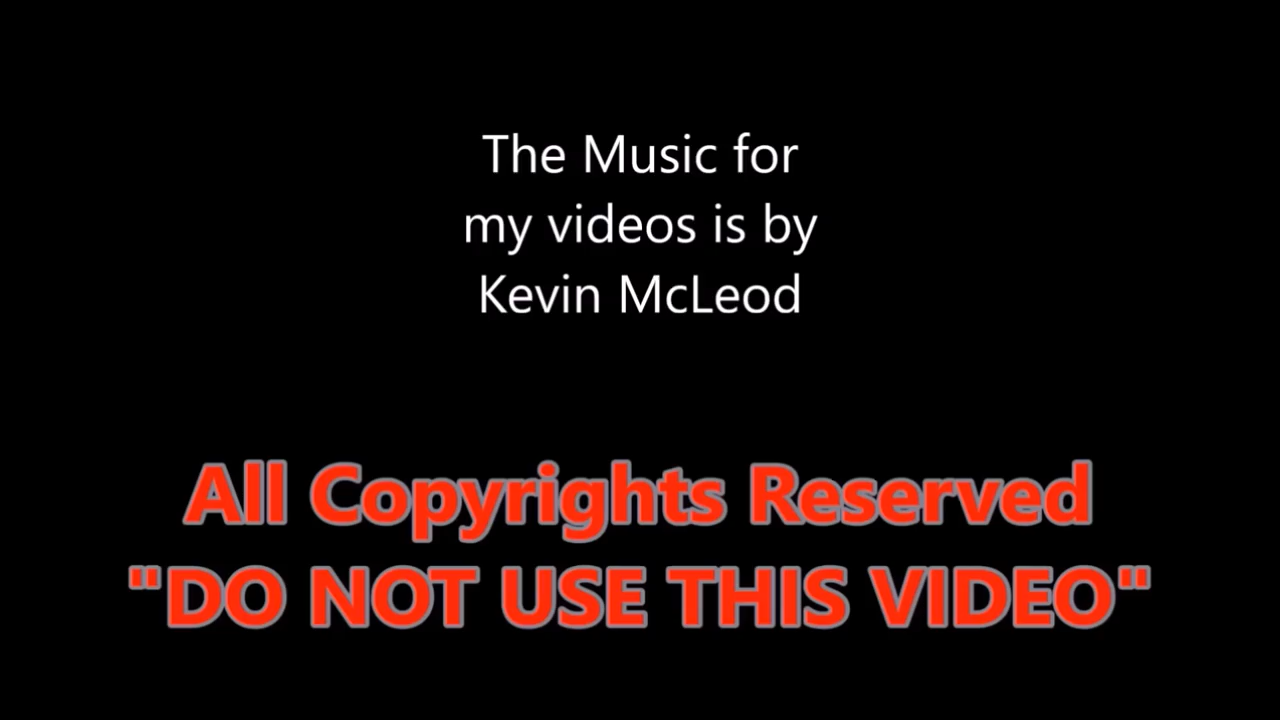 The Music for
my videos is by
Kevin McLeod
All Copyrights Reserved
"DO NOT USE THIS VIDEO"